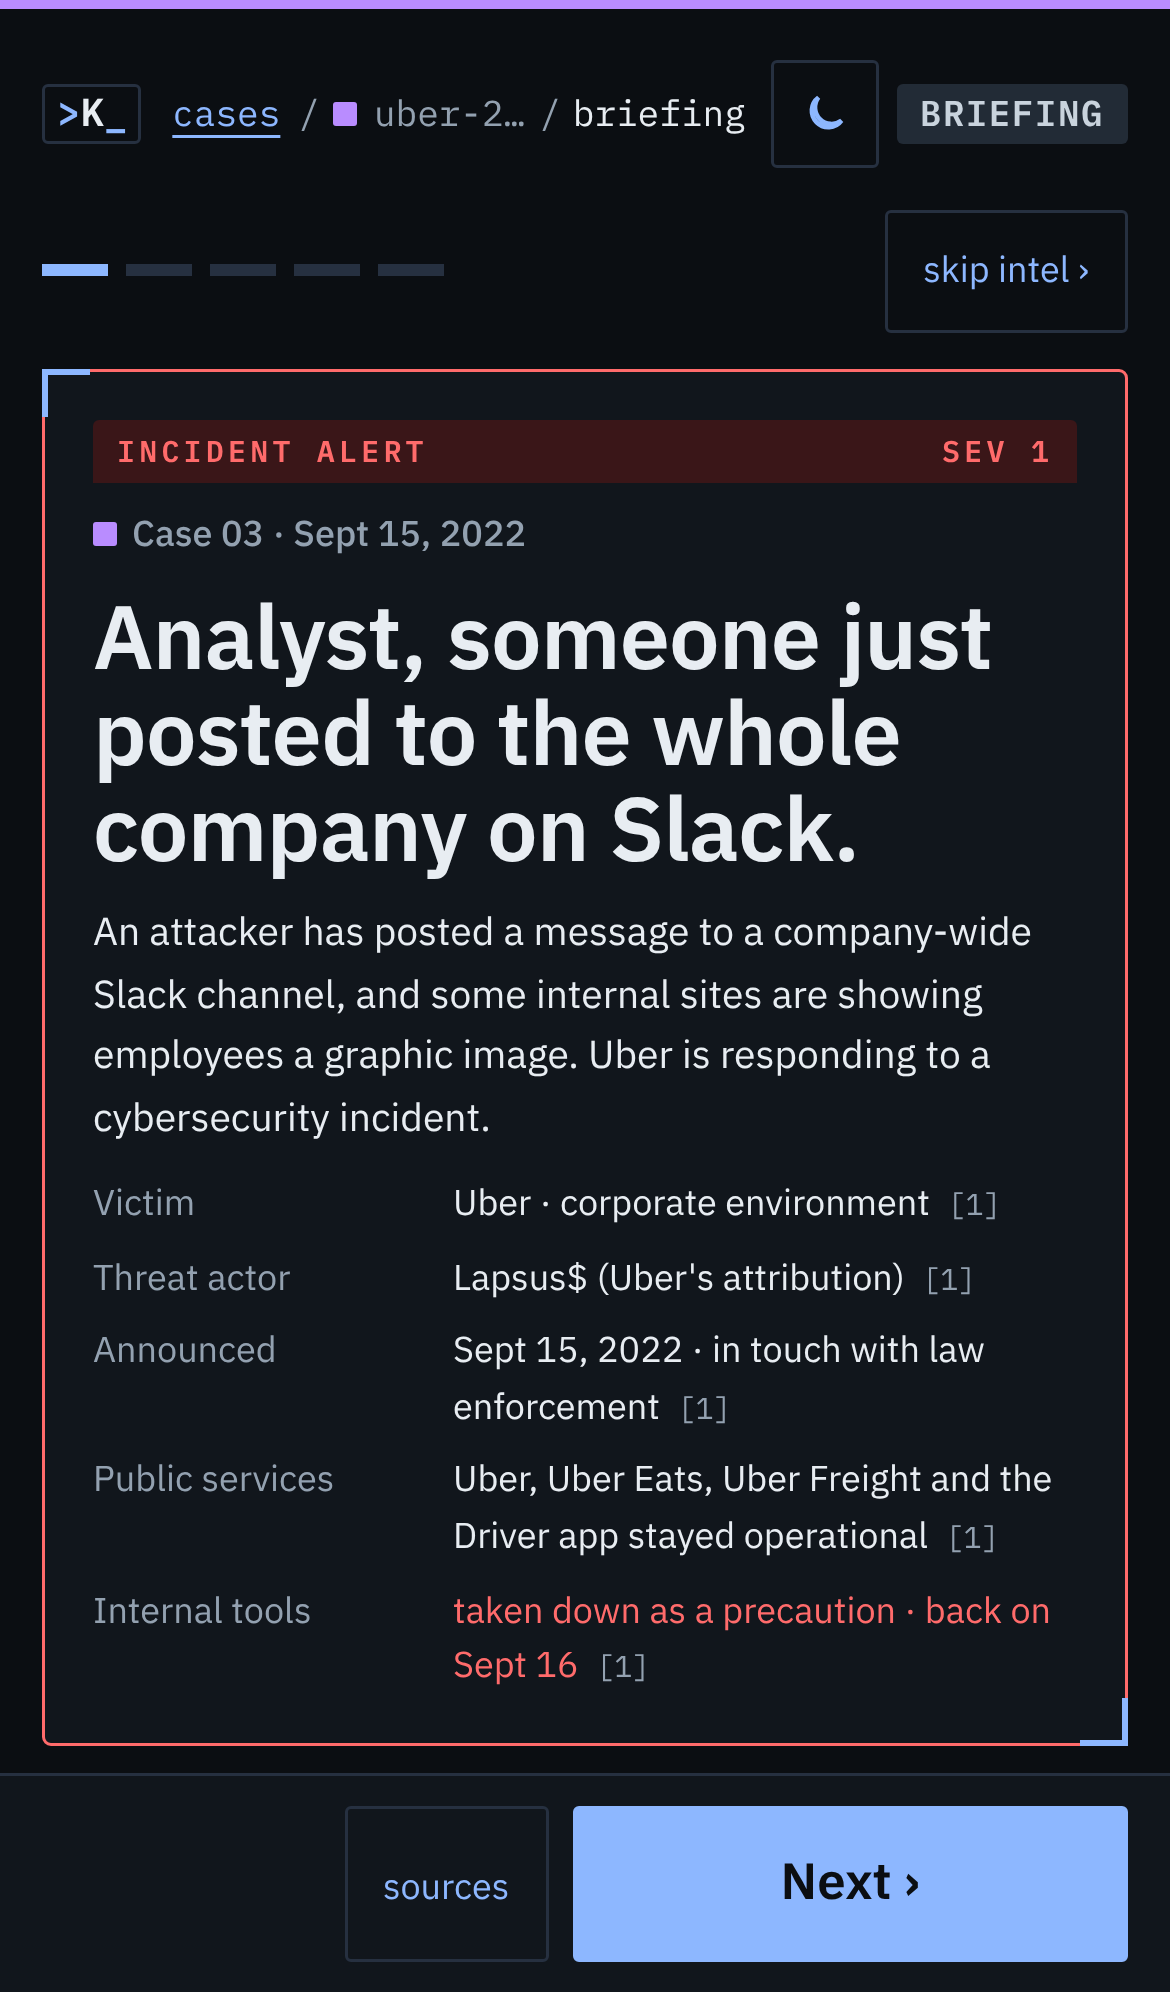 >K_ cases / uber-2… / briefing BRIEFING
skip intel ›
INCIDENT ALERT SEV 1
Case 03 · Sept 15, 2022
Analyst, someone just
posted to the whole
company on Slack.
An attacker has posted a message to a company-wide
Slack channel, and some internal sites are showing
employees a graphic image. Uber is responding to a
cybersecurity incident.
Victim Uber · corporate environment [1]
Threat actor Lapsus$ (Uber's attribution) [1]
Announced Sept 15, 2022 · in touch with law
enforcement [1]
Public services Uber, Uber Eats, Uber Freight and the
Driver app stayed operational [1]
Internal tools taken down as a precaution · back on
Sept 16 [1]
sources Next ›